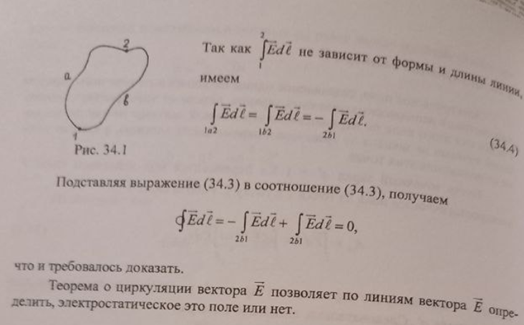 2
a
в
1
Рис. 34.1
Так как \int_1^2 \vec{E}d\vec{\ell} не зависит от формы и длины линии,
имеем
\int_{1a2} \vec{E}d\vec{\ell} = \int_{1b2} \vec{E}d\vec{\ell} = -\int_{2b1} \vec{E}d\vec{\ell}. (34.4)
Подставляя выражение (34.3) в соотношение (34.3), получаем
\oint \vec{E}d\vec{\ell} = -\int_{2b1} \vec{E}d\vec{\ell} + \int_{2b1} \vec{E}d\vec{\ell} = 0,
что и требовалось доказать.
Теорема о циркуляции вектора \vec{E} позволяет по линиям вектора \vec{E} опре-
делить, электростатическое это поле или нет.